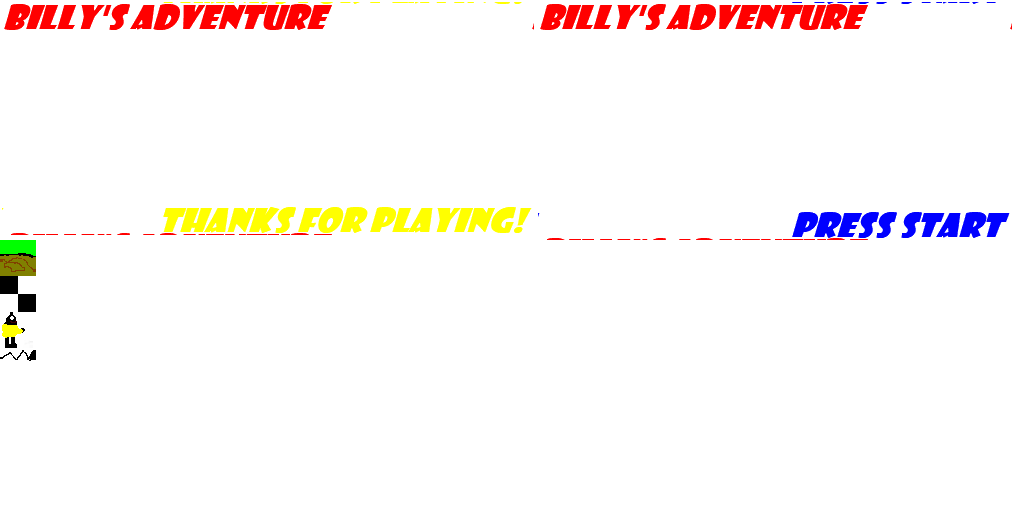 BILLY'S ADVENTURE
BILLY'S ADVENTURE
THANKS FOR PLAYING!
PRESS START